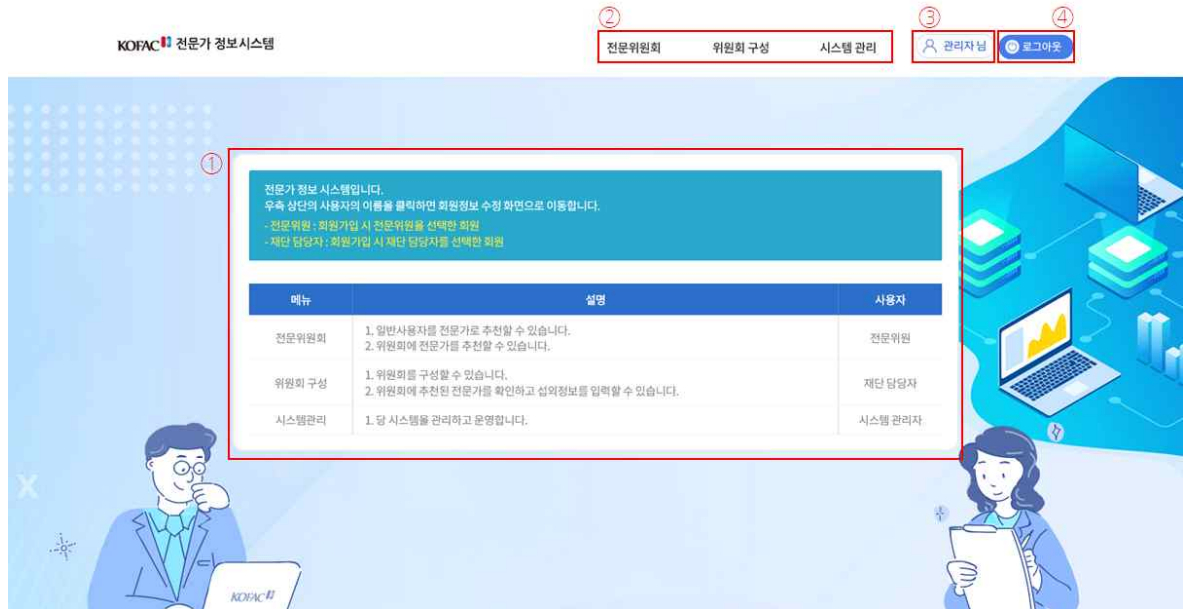 ② ③ ④
KOFAC 전문가 정보시스템 전문위원회 위원회 구성 시스템 관리 관리자 님 로그아웃
①
전문가 정보 시스템입니다.
우측 상단의 사용자의 이름을 클릭하면 회원정보 수정 화면으로 이동합니다.
- 전문위원 : 회원가입 시 전문위원을 선택한 회원
- 재단 담당자 : 회원가입 시 재단 담당자를 선택한 회원
메뉴 설명 사용자
전문위원회 1. 일반사용자를 전문가로 추천할 수 있습니다. 전문위원
2. 위원회에 전문가를 추천할 수 있습니다.
위원회 구성 1. 위원회를 구성할 수 있습니다. 재단 담당자
2. 위원회에 추천된 전문가를 확인하고 섭외정보를 입력할 수 있습니다.
시스템관리 1. 당 시스템을 관리하고 운영합니다. 시스템 관리자
X
KOFAC